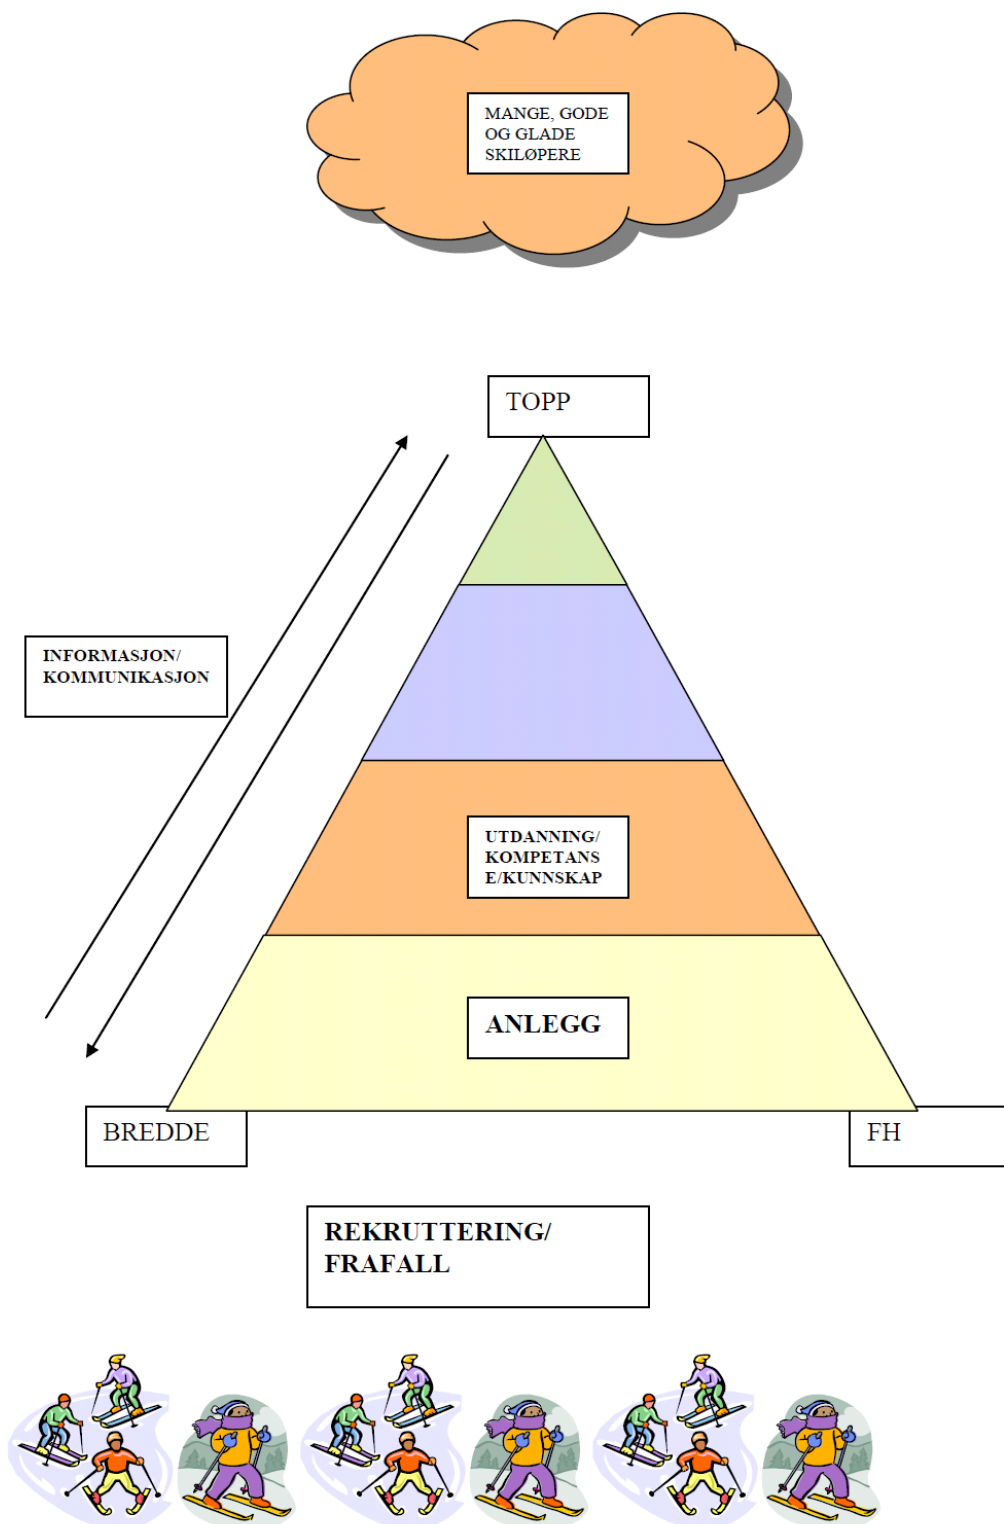 MANGE, GODE
OG GLADE
SKILØPERE
TOPP
INFORMASJON/
KOMMUNIKASJON
UTDANNING/
KOMPETANS
E/KUNNSKAP
ANLEGG
BREDDE
FH
REKRUTTERING/
FRAFALL